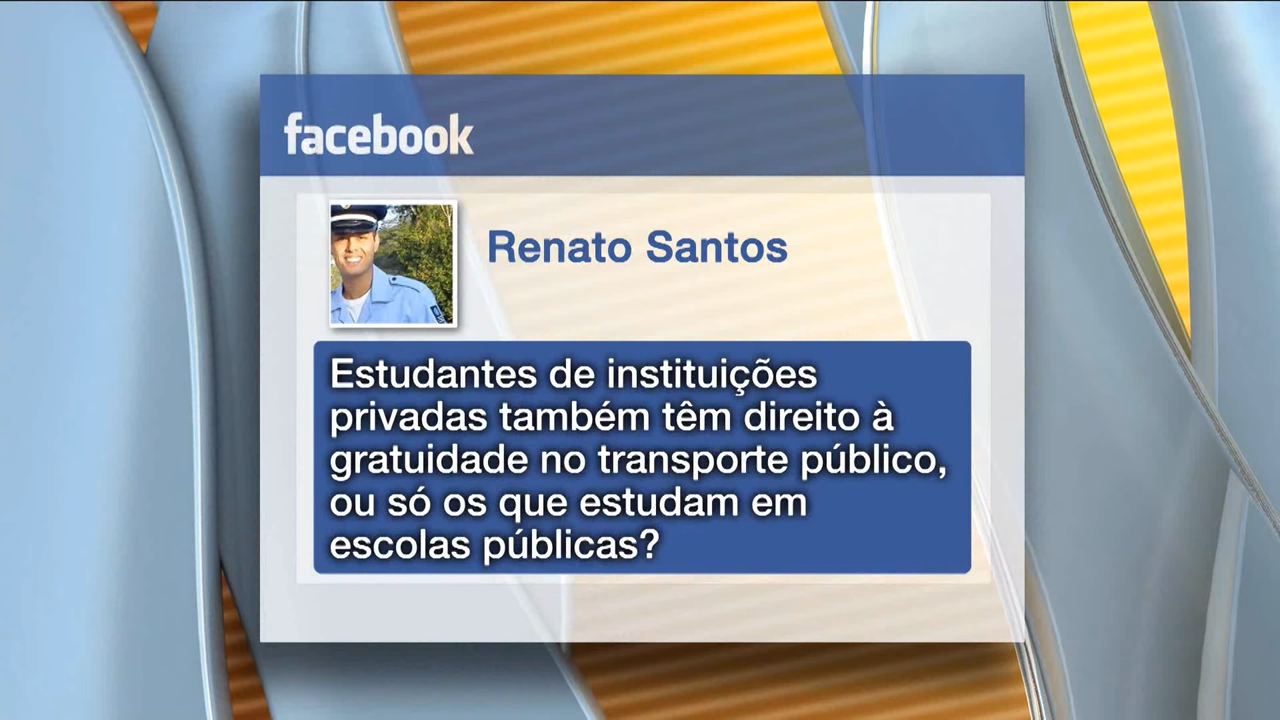 facebook
Renato Santos
Estudantes de instituições
privadas também têm direito à
gratuidade no transporte público,
ou só os que estudam em
escolas públicas?